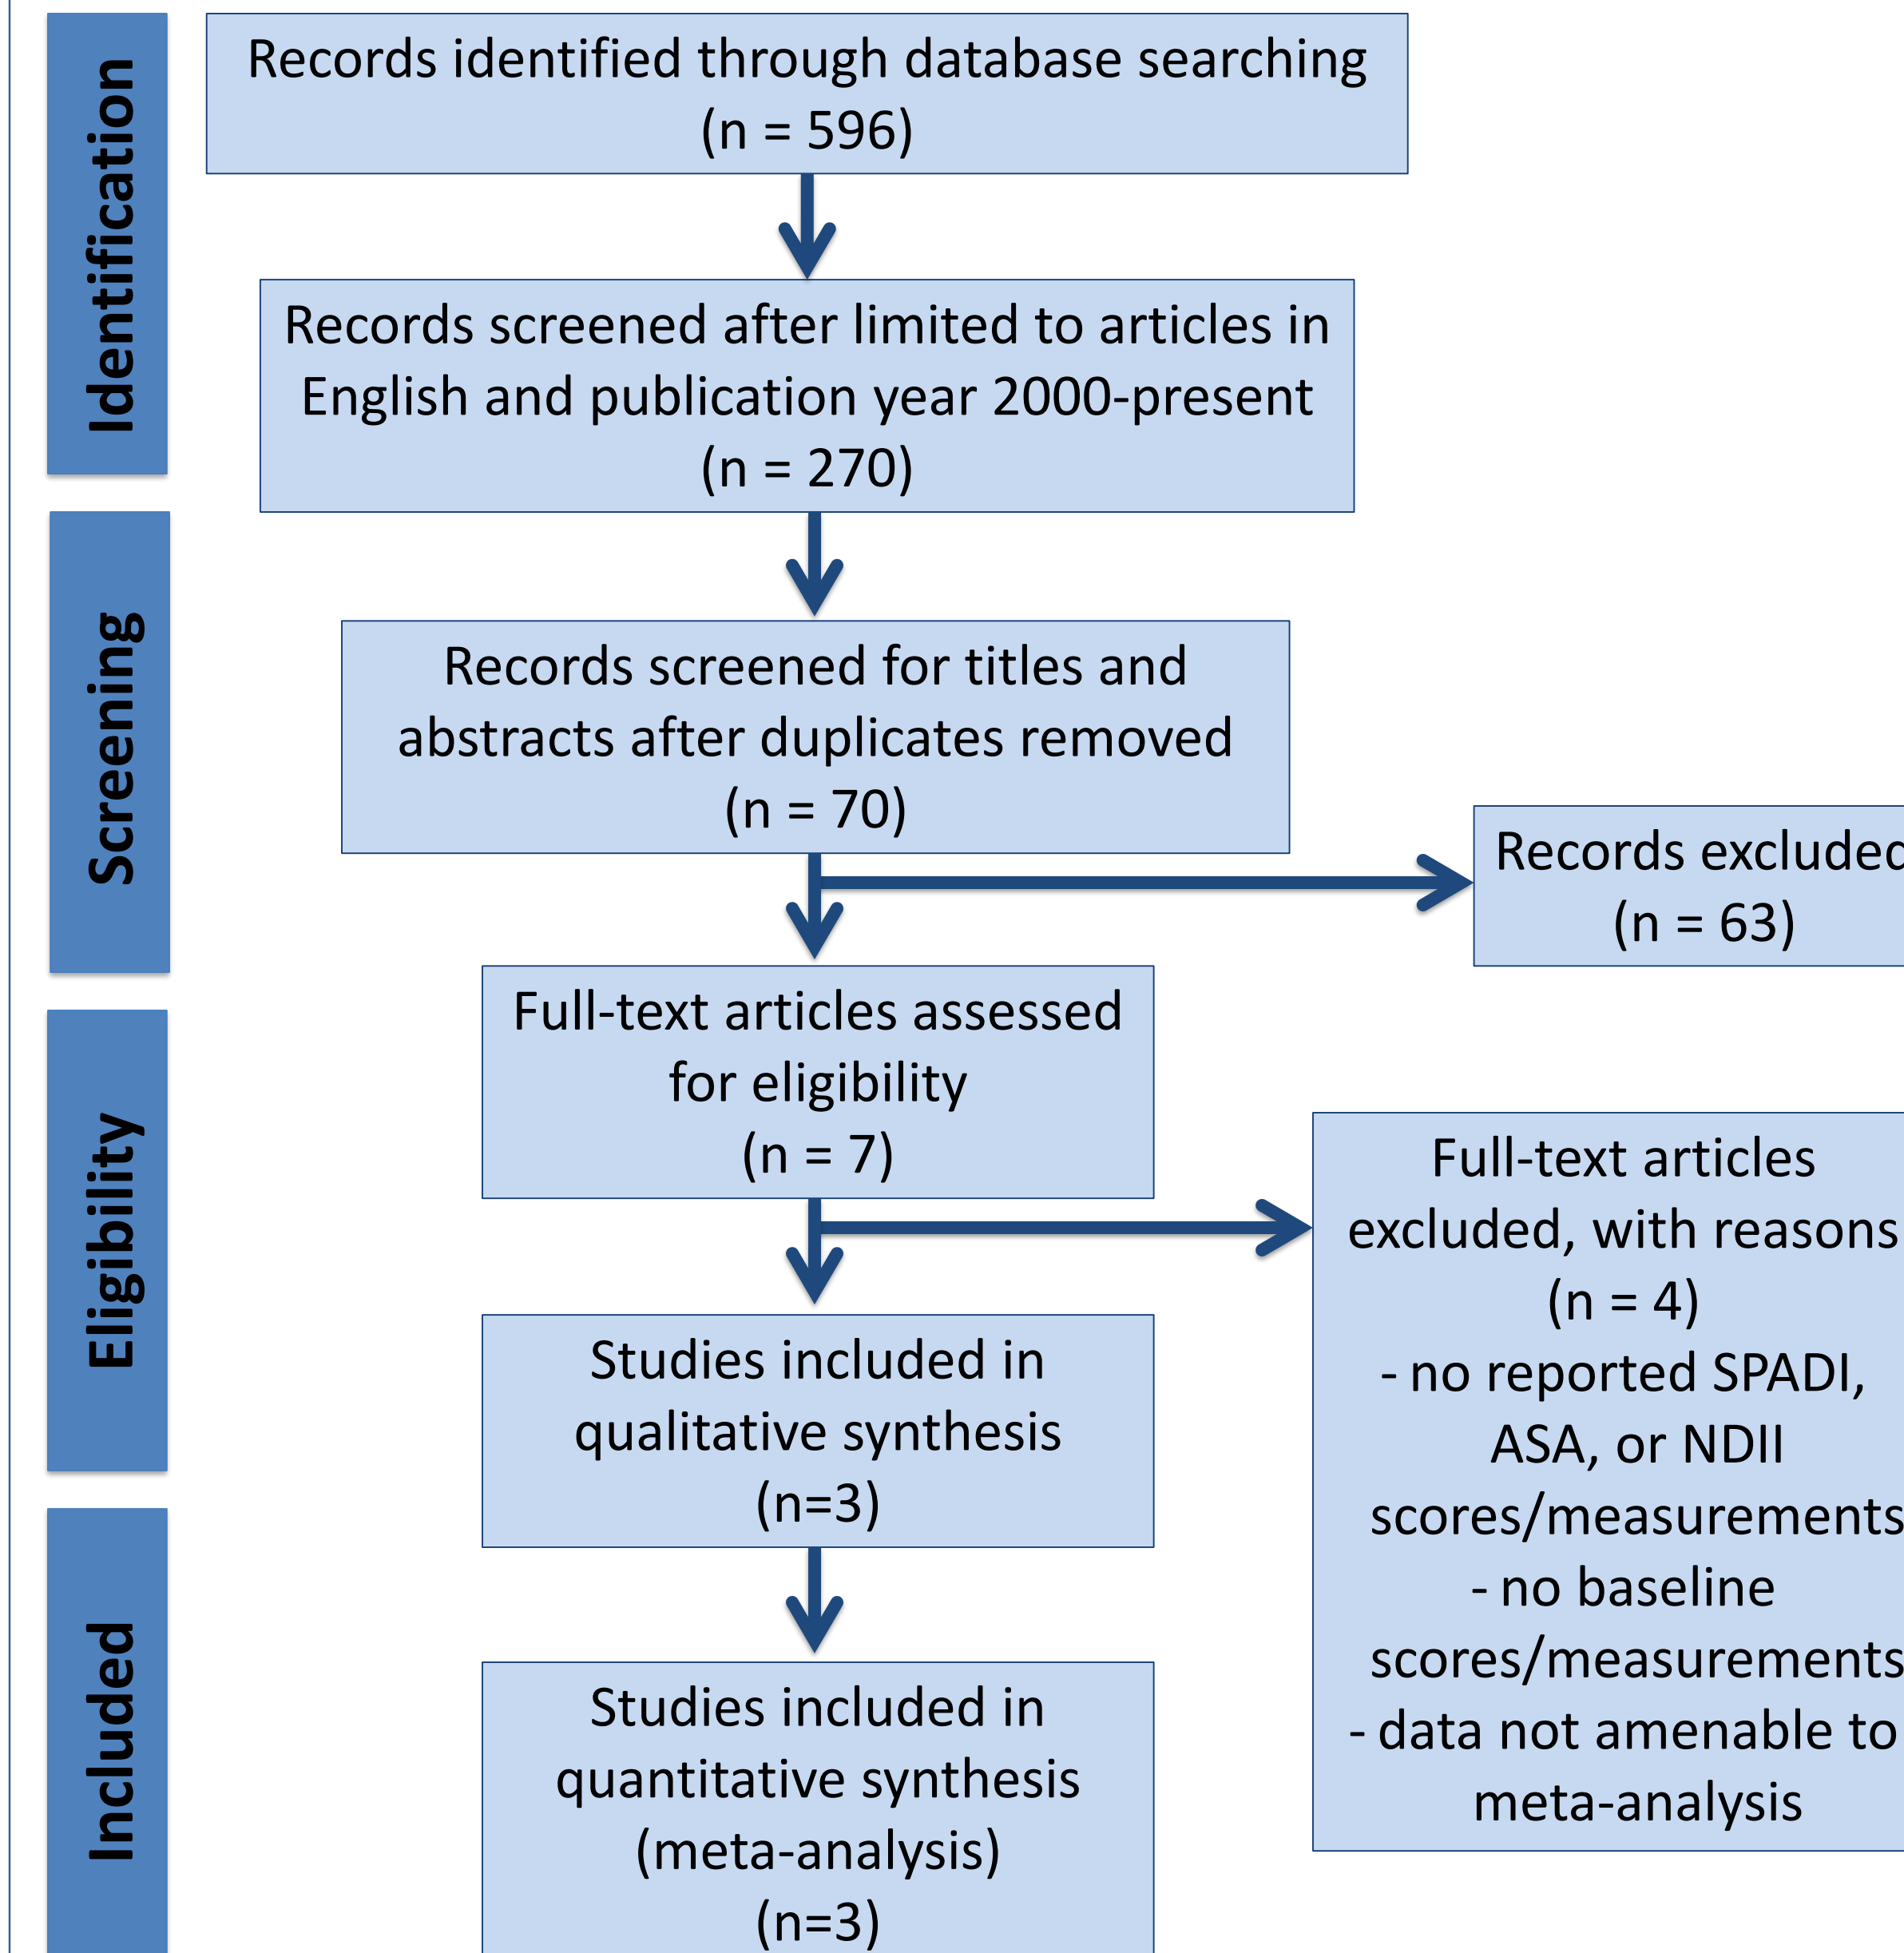 Identification
Records identified through database searching
(n = 596)
Records screened after limited to articles in
English and publication year 2000-present
(n = 270)
Screening
Records screened for titles and
abstracts after duplicates removed
(n = 70)
Records excluded
(n = 63)
Eligibility
Full-text articles assessed
for eligibility
(n = 7)
Full-text articles
excluded, with reasons
(n = 4)
- no reported SPADI,
ASA, or NDII
scores/measurements
- no baseline
scores/measurements
- data not amenable to
meta-analysis
Studies included in
qualitative synthesis
(n=3)
Included
Studies included in
quantitative synthesis
(meta-analysis)
(n=3)